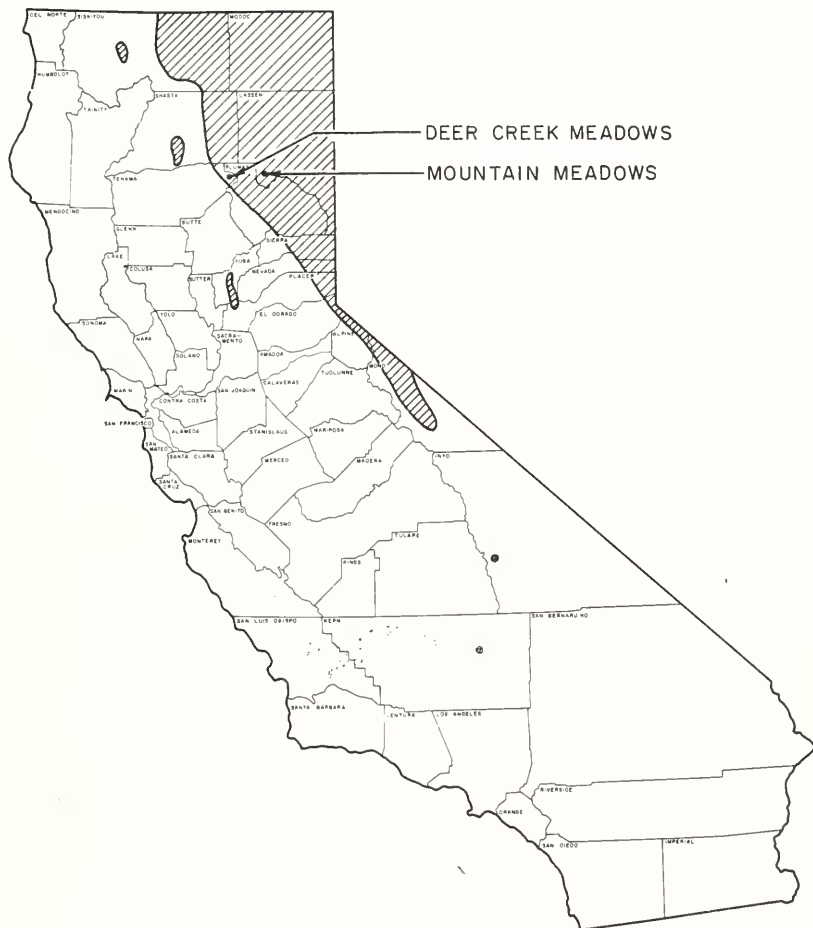 DEL NORTE
SISKIYOU
MODOC
HUMBOLDT
TRINITY
SHASTA
LASSEN
DEER CREEK MEADOWS
MOUNTAIN MEADOWS
PLUMAS
TEHAMA
MENDOCINO
GLENN
BUTTE
SIERRA
LAKE
COLUSA
SUTTER
YUBA
NEVADA
PLACER
SONOMA
NAPA
YOLO
SOLANO
SACRA-
MENTO
EL DORADO
ALPINE
AMADOR
MARIN
CONTRA COSTA
SAN JOAQUIN
CALAVERAS
TUOLUMNE
MONO
SAN FRANCISCO
ALAMEDA
STANISLAUS
MARIPOSA
SAN
MATEO
SANTA CLARA
MERCED
MADERA
INYO
SANTA
CRUZ
SAN BENITO
FRESNO
MONTEREY
KINGS
TULARE
SAN LUIS OBISPO
KERN
SAN BERNARDINO
SANTA BARBARA
VENTURA
LOS ANGELES
RIVERSIDE
ORANGE
SAN DIEGO
IMPERIAL